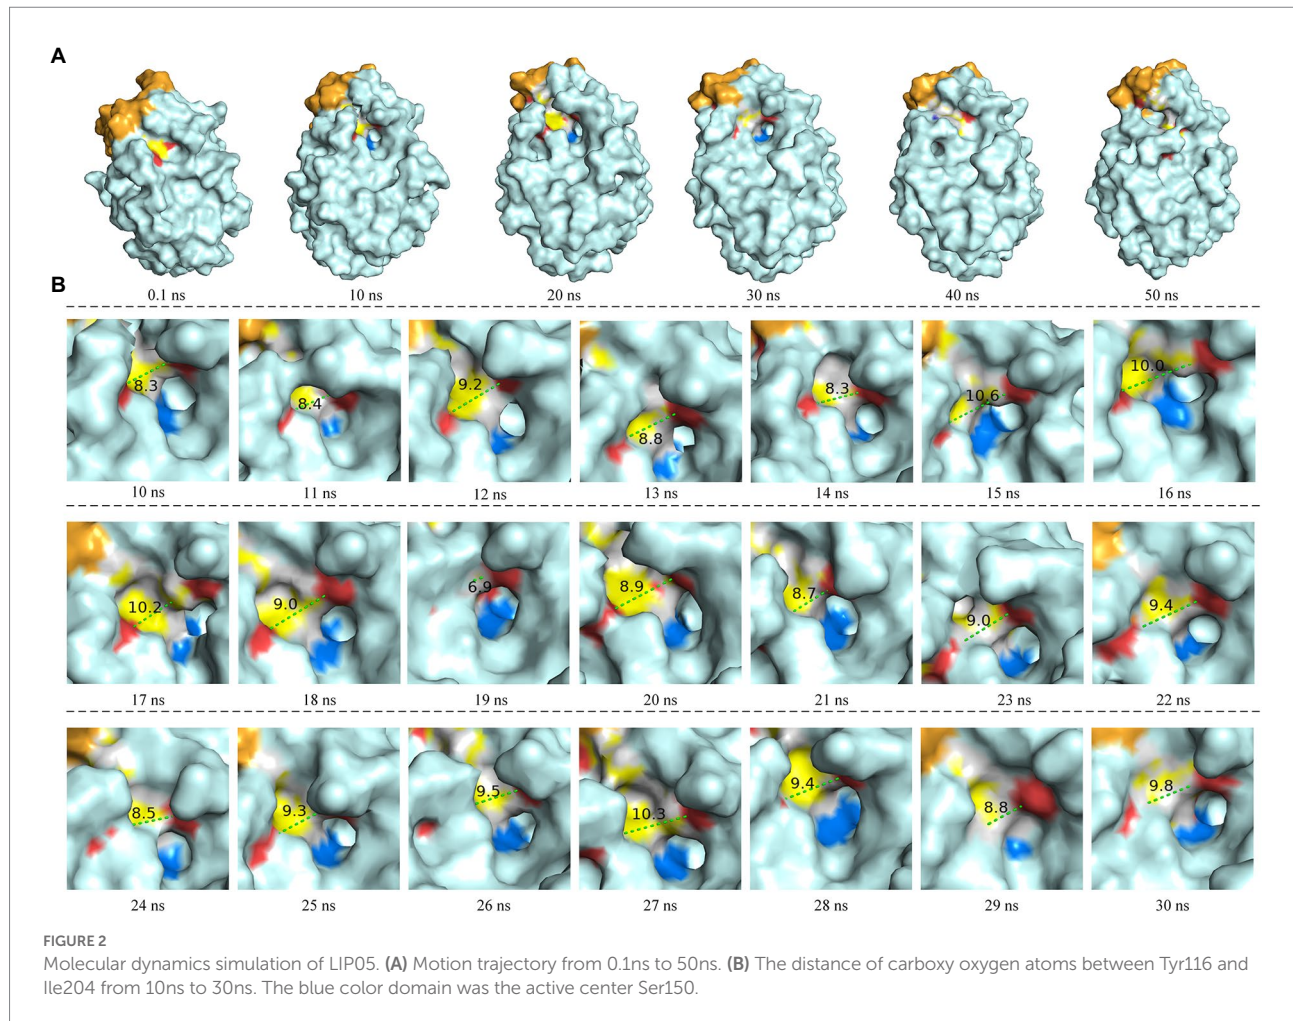 A
0.1 ns 10 ns 20 ns 30 ns 40 ns 50 ns
B
8.3 8.4 9.2 8.8 8.3 10.6 10.0
10 ns 11 ns 12 ns 13 ns 14 ns 15 ns 16 ns
10.2 9.0 6.9 8.9 8.7 9.0 9.4
17 ns 18 ns 19 ns 20 ns 21 ns 23 ns 22 ns
8.5 9.3 9.5 10.3 9.4 8.8 9.8
24 ns 25 ns 26 ns 27 ns 28 ns 29 ns 30 ns
FIGURE 2
Molecular dynamics simulation of LIP05. (A) Motion trajectory from 0.1ns to 50ns. (B) The distance of carboxy oxygen atoms between Tyr116 and
Ile204 from 10ns to 30ns. The blue color domain was the active center Ser150.